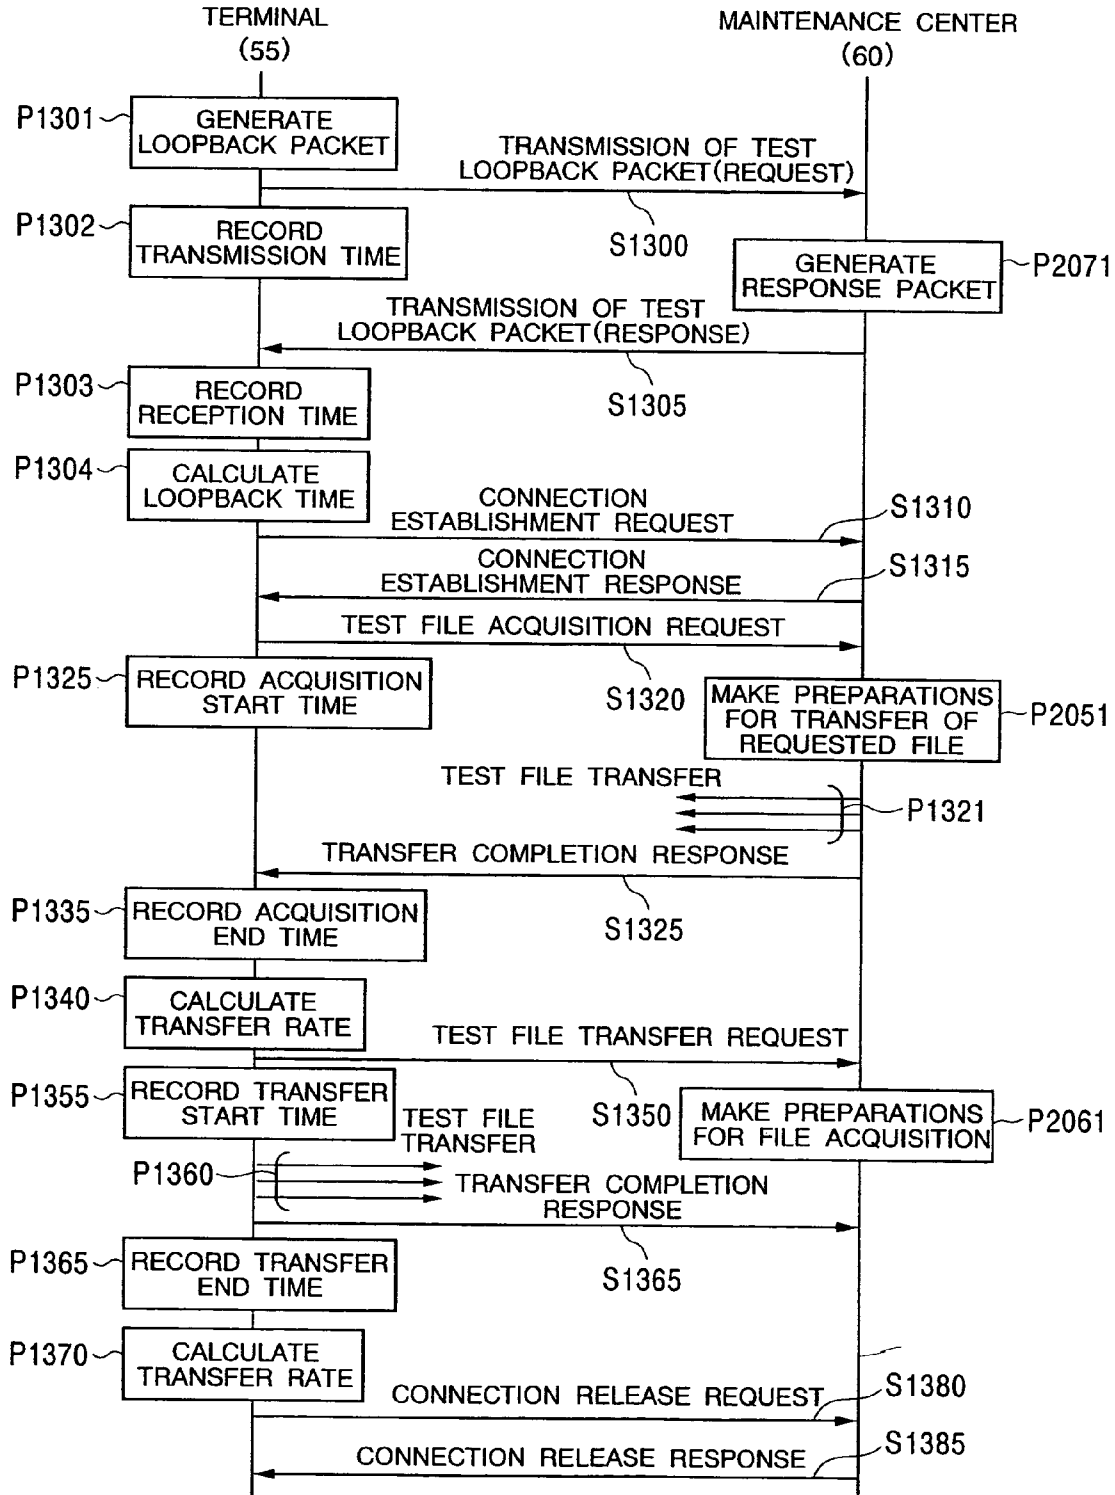 TERMINAL
(55)
MAINTENANCE CENTER
(60)
P1301
GENERATE
LOOPBACK PACKET
TRANSMISSION OF TEST
LOOPBACK PACKET(REQUEST)
S1300
P1302
RECORD
TRANSMISSION TIME
GENERATE
RESPONSE PACKET
P2071
TRANSMISSION OF TEST
LOOPBACK PACKET(RESPONSE)
S1305
P1303
RECORD
RECEPTION TIME
P1304
CALCULATE
LOOPBACK TIME
CONNECTION
ESTABLISHMENT REQUEST
S1310
CONNECTION
ESTABLISHMENT RESPONSE
S1315
TEST FILE ACQUISITION REQUEST
S1320
P1325
RECORD ACQUISITION
START TIME
MAKE PREPARATIONS
FOR TRANSFER OF
REQUESTED FILE
P2051
TEST FILE TRANSFER
P1321
TRANSFER COMPLETION RESPONSE
S1325
P1335
RECORD ACQUISITION
END TIME
P1340
CALCULATE
TRANSFER RATE
TEST FILE TRANSFER REQUEST
S1350
P1355
RECORD TRANSFER
START TIME
MAKE PREPARATIONS
FOR FILE ACQUISITION
P2061
TEST FILE
TRANSFER
P1360
TRANSFER COMPLETION
RESPONSE
S1365
P1365
RECORD TRANSFER
END TIME
P1370
CALCULATE
TRANSFER RATE
CONNECTION RELEASE REQUEST
S1380
CONNECTION RELEASE RESPONSE
S1385